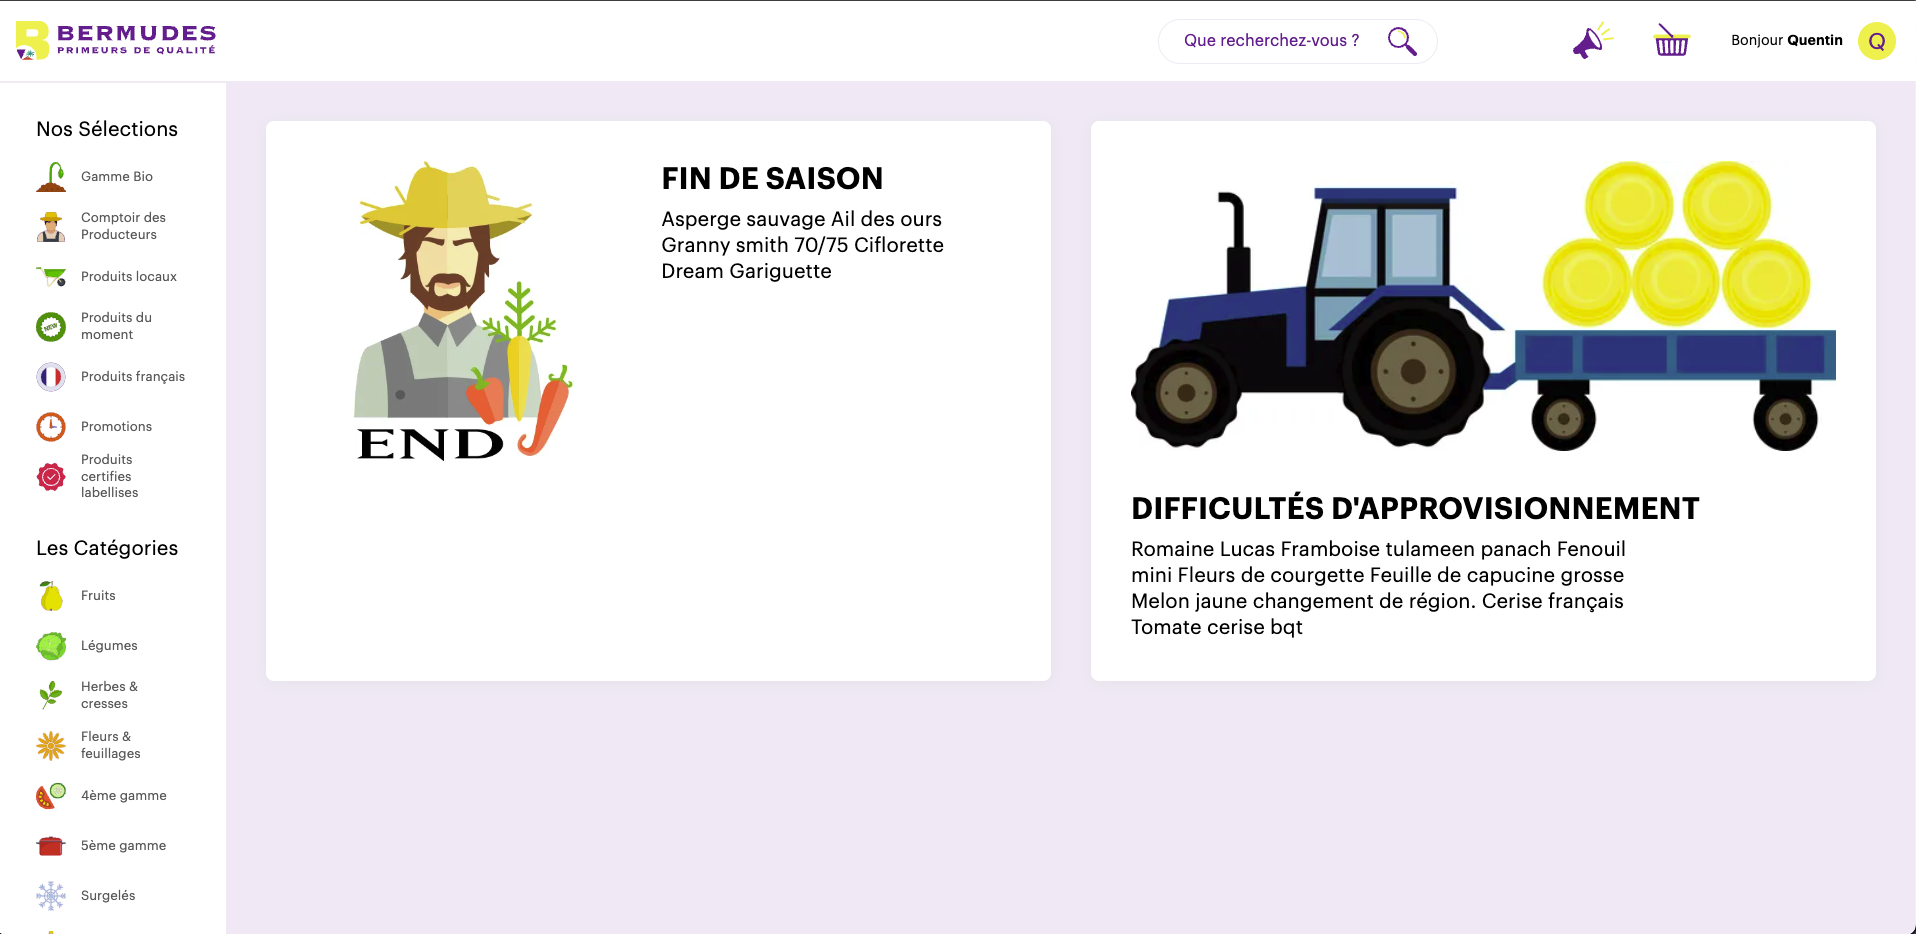 BERMUDES
PRIMEURS DE QUALITÉ
Que recherchez-vous ?
Bonjour Quentin
Q
Nos Sélections
Gamme Bio
Comptoir des
Producteurs
Produits locaux
NEW
Produits du
moment
Produits français
Promotions
Produits
certifies
labellises
Les Catégories
Fruits
Légumes
Herbes &
cresses
Fleurs &
feuillages
4ème gamme
5ème gamme
Surgelés
END
FIN DE SAISON
Asperge sauvage Ail des ours
Granny smith 70/75 Ciflorette
Dream Gariguette
DIFFICULTÉS D'APPROVISIONNEMENT
Romaine Lucas Framboise tulameen panach Fenouil
mini Fleurs de courgette Feuille de capucine grosse
Melon jaune changement de région. Cerise français
Tomate cerise bqt